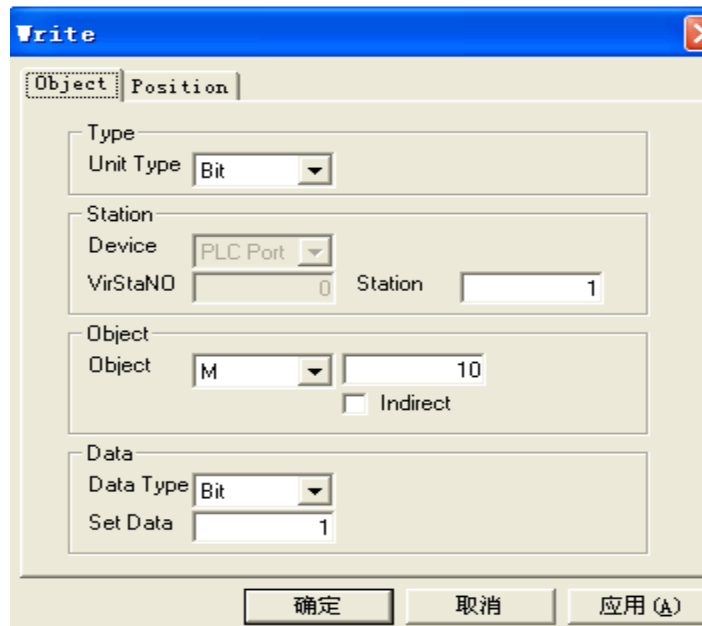 Write
Object Position
Type
Unit Type Bit
Station
Device PLC Port
VirStaNO 0 Station 1
Object
Object M 10
Indirect
Data
Data Type Bit
Set Data 1
确定 取消 应用(A)